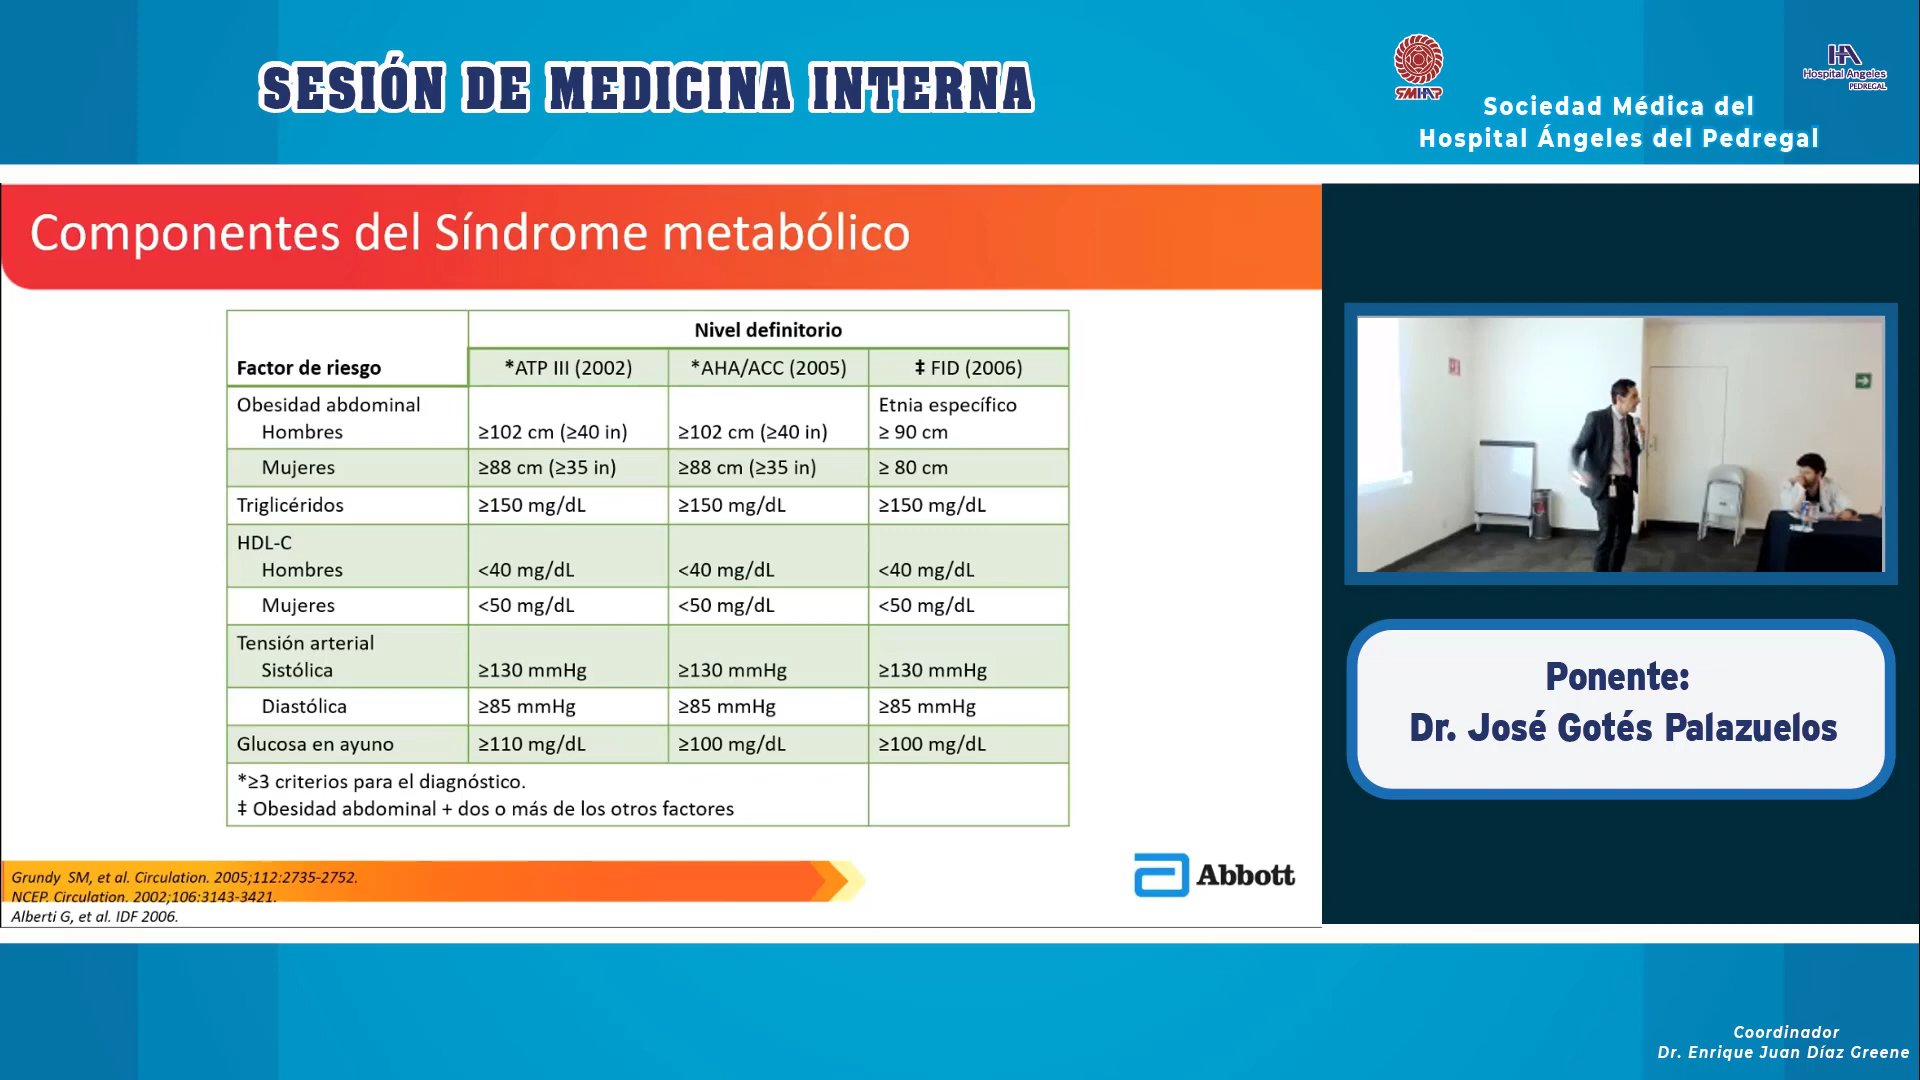 SESIÓN DE MEDICINA INTERNA
SMHAP
Sociedad Médica del
Hospital Ángeles del Pedregal
HA
Hospital Angeles
PEDREGAL
Componentes del Síndrome metabólico
Factor de riesgo
Nivel definitorio
*ATP III (2002) *AHA/ACC (2005) ‡ FID (2006)
Obesidad abdominal Etnia específico
Hombres ≥102 cm (≥40 in) ≥102 cm (≥40 in) ≥ 90 cm
Mujeres ≥88 cm (≥35 in) ≥88 cm (≥35 in) ≥ 80 cm
Triglicéridos ≥150 mg/dL ≥150 mg/dL ≥150 mg/dL
HDL-C
Hombres <40 mg/dL <40 mg/dL <40 mg/dL
Mujeres <50 mg/dL <50 mg/dL <50 mg/dL
Tensión arterial
Sistólica ≥130 mmHg ≥130 mmHg ≥130 mmHg
Diastólica ≥85 mmHg ≥85 mmHg ≥85 mmHg
Glucosa en ayuno ≥110 mg/dL ≥100 mg/dL ≥100 mg/dL
*≥3 criterios para el diagnóstico.
‡ Obesidad abdominal + dos o más de los otros factores
Grundy SM, et al. Circulation. 2005;112:2735-2752.
NCEP. Circulation. 2002;106:3143-3421.
Alberti G, et al. IDF 2006.
Abbott
Ponente:
Dr. José Gotés Palazuelos
Coordinador
Dr. Enrique Juan Díaz Greene